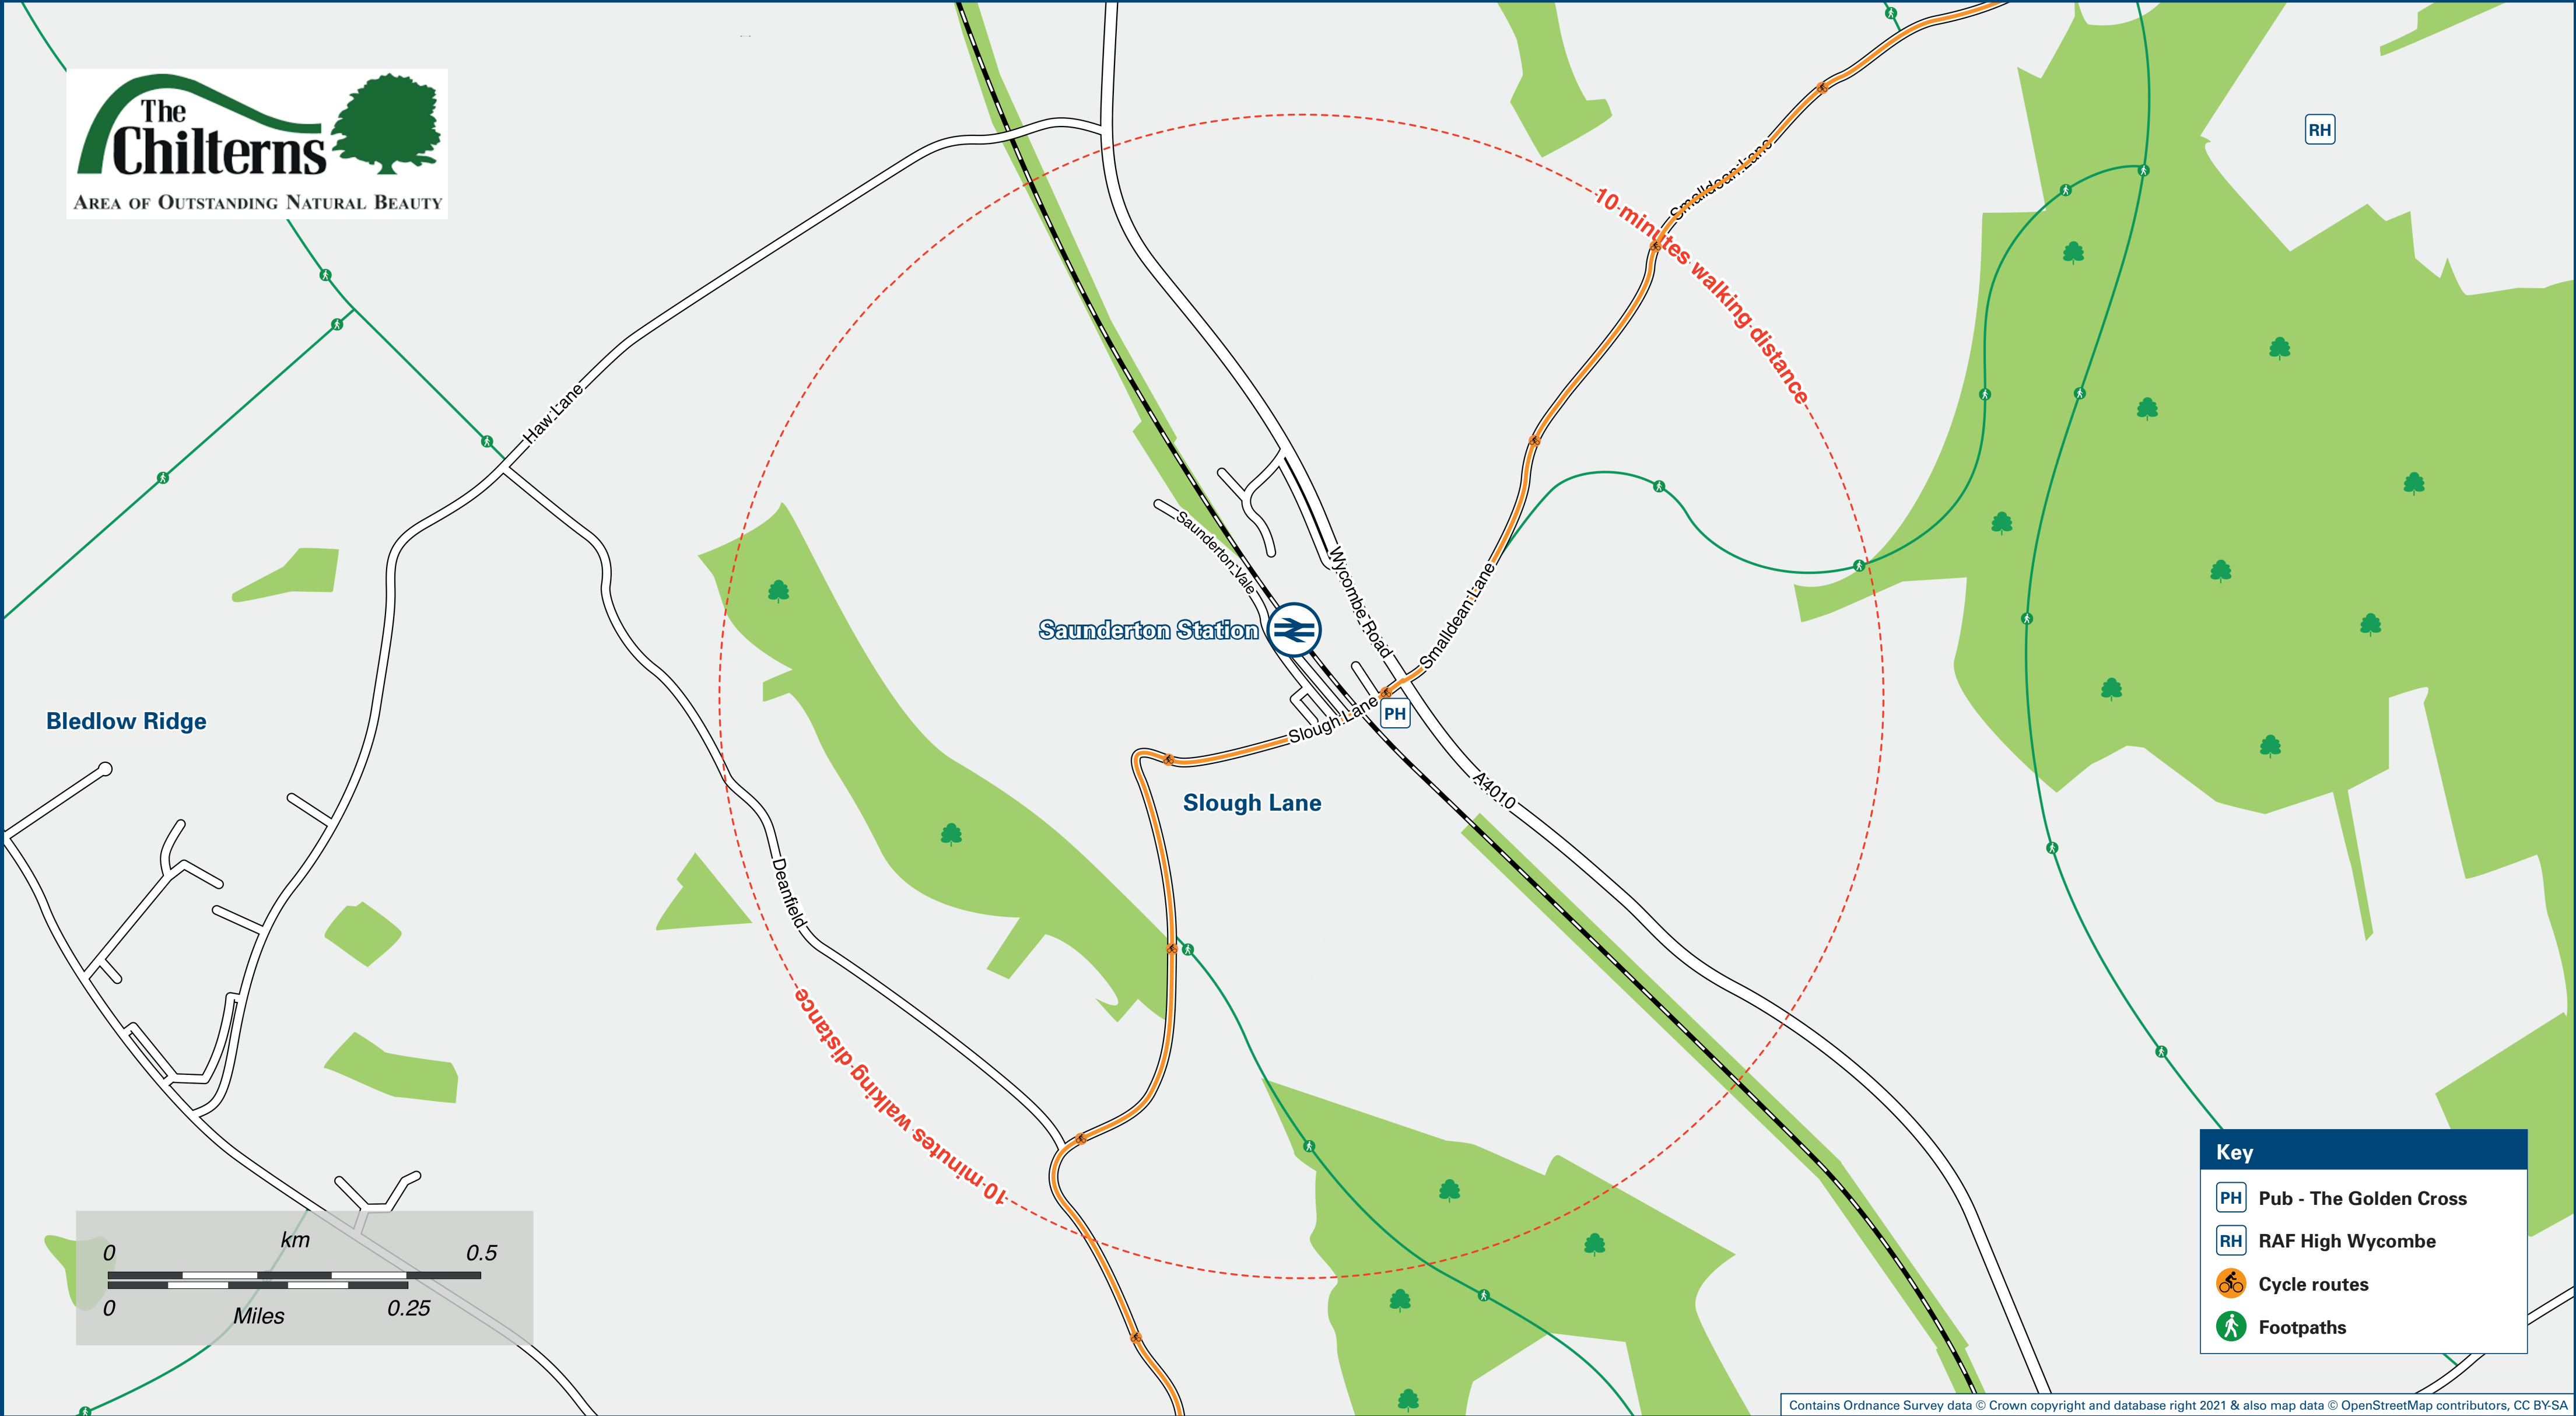 The
Chilterns
AREA OF OUTSTANDING NATURAL BEAUTY
RH
Smalldean Lane
10 minutes walking distance
Haw Lane
Saunderton Vale
Wycombe Road
Smalldean Lane
Saunderton Station
PH
Slough Lane
Bledlow Ridge
Slough Lane
A4010
Deanfield
10 minutes walking distance
Key
PH Pub - The Golden Cross
RH RAF High Wycombe
Cycle routes
Footpaths
km
0 0.5
0 0.25
Miles
Contains Ordnance Survey data © Crown copyright and database right 2021 & also map data © OpenStreetMap contributors, CC BY-SA